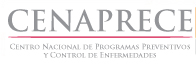 CENAPRECE
CENTRO NACIONAL DE PROGRAMAS PREVENTIVOS
Y CONTROL DE ENFERMEDADES